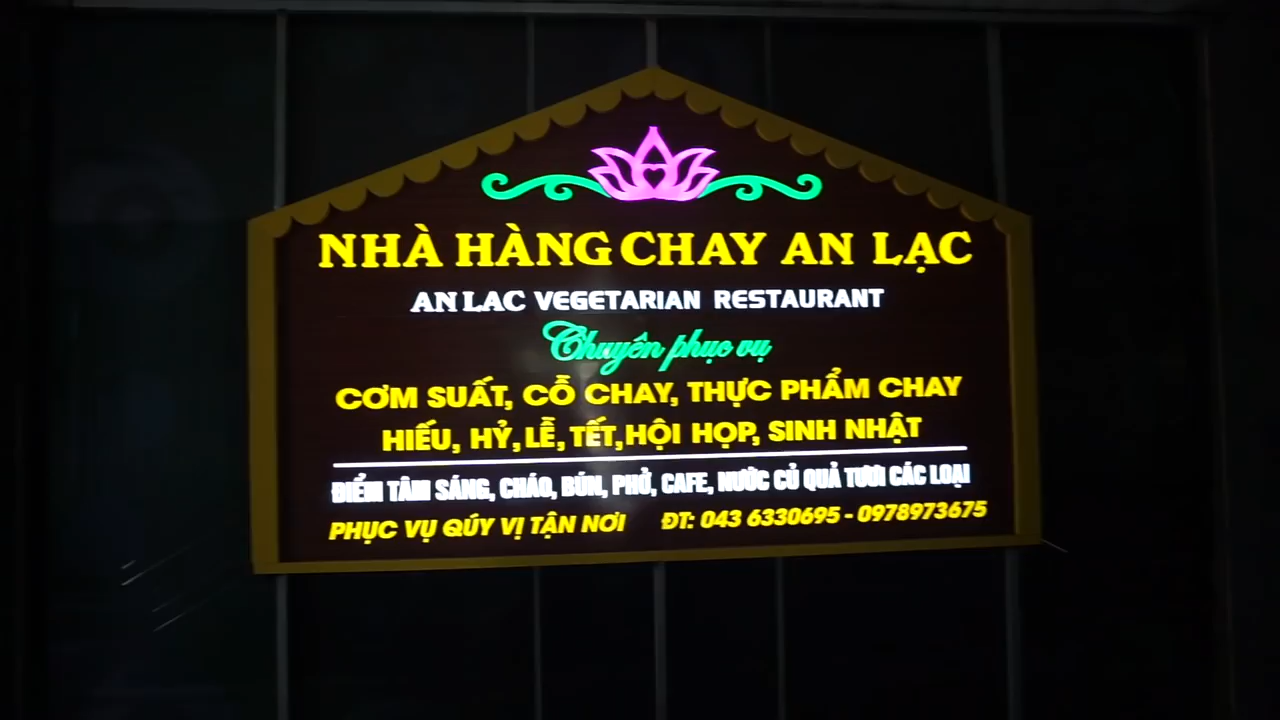 NHÀ HÀNG CHAY AN LẠC
AN LAC VEGETARIAN RESTAURANT
Chuyên phục vụ
CƠM SUẤT, CỖ CHAY, THỰC PHẨM CHAY
HIẾU, HỶ, LỄ, TẾT, HỘI HỌP, SINH NHẬT
ĐIỂM TÂM SÁNG, CHÁO, BÚN, PHỞ, CAFE, NƯỚC CỦ QUẢ TƯƠI CÁC LOẠI
PHỤC VỤ QÚY VỊ TẬN NƠI ĐT: 043 6330695 - 0978973675